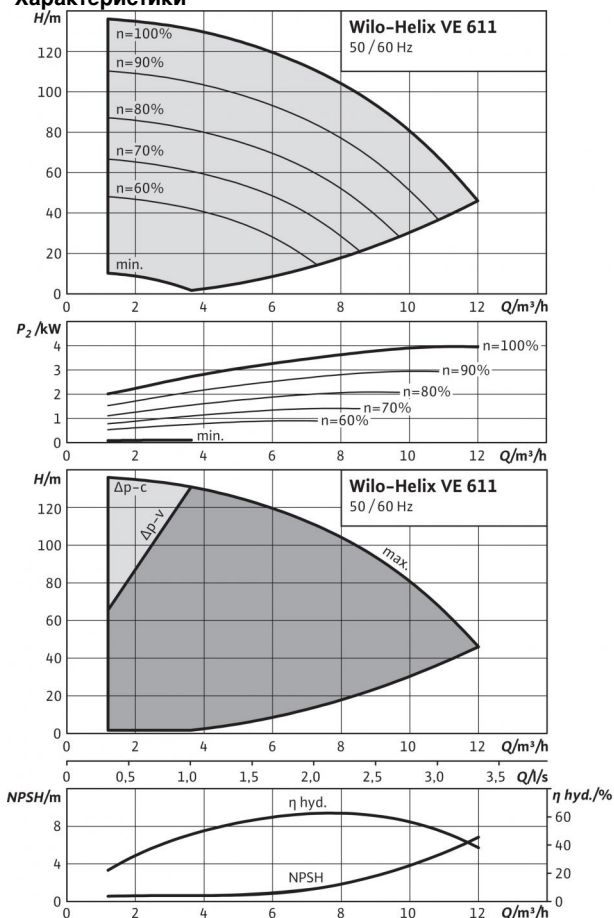 Характеристики
H/m
Wilo-Helix VE 611
50 / 60 Hz
n=100%
n=90%
n=80%
n=70%
n=60%
min.
120
100
80
60
40
20
0
0 2 4 6 8 10 12 Q/m³/h
P₂ /kW
4
3
2
1
0
n=100%
n=90%
n=80%
n=70%
n=60%
min.
0 2 4 6 8 10 12 Q/m³/h
H/m
Wilo-Helix VE 611
50 / 60 Hz
Δp-c
Δp-v
max.
120
100
80
60
40
20
0
0 2 4 6 8 10 12 Q/m³/h
0 0,5 1,0 1,5 2,0 2,5 3,0 3,5 Q/l/s
NPSH/m
η hyd./%
η hyd.
NPSH
8
4
0
60
40
20
0
0 2 4 6 8 10 12 Q/m³/h